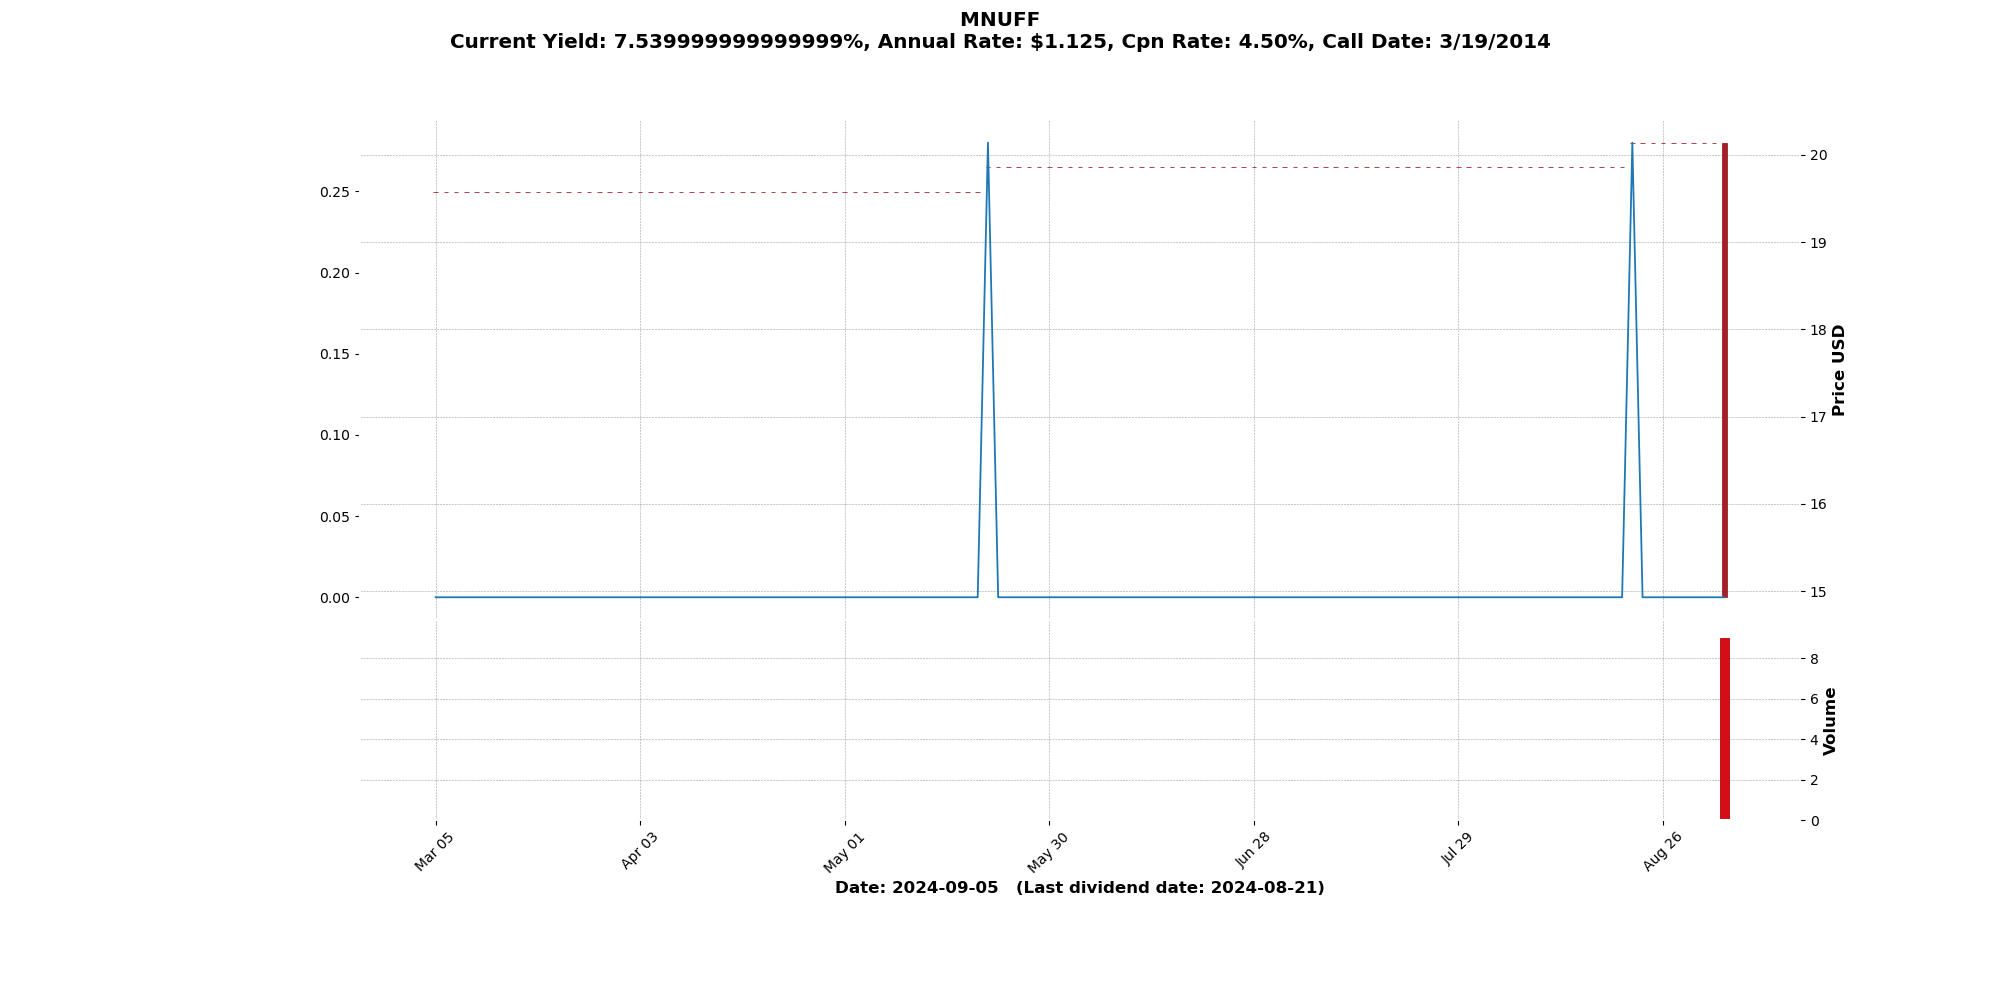 MNUFF
Current Yield: 7.539999999999999%, Annual Rate: $1.125, Cpn Rate: 4.50%, Call Date: 3/19/2014
0.25
0.20
0.15
0.10
0.05
0.00
20
19
18
17
16
15
Price USD
8
6
4
2
0
Volume
Mar 05
Apr 03
May 01
May 30
Jun 28
Jul 29
Aug 26
Date: 2024-09-05 (Last dividend date: 2024-08-21)